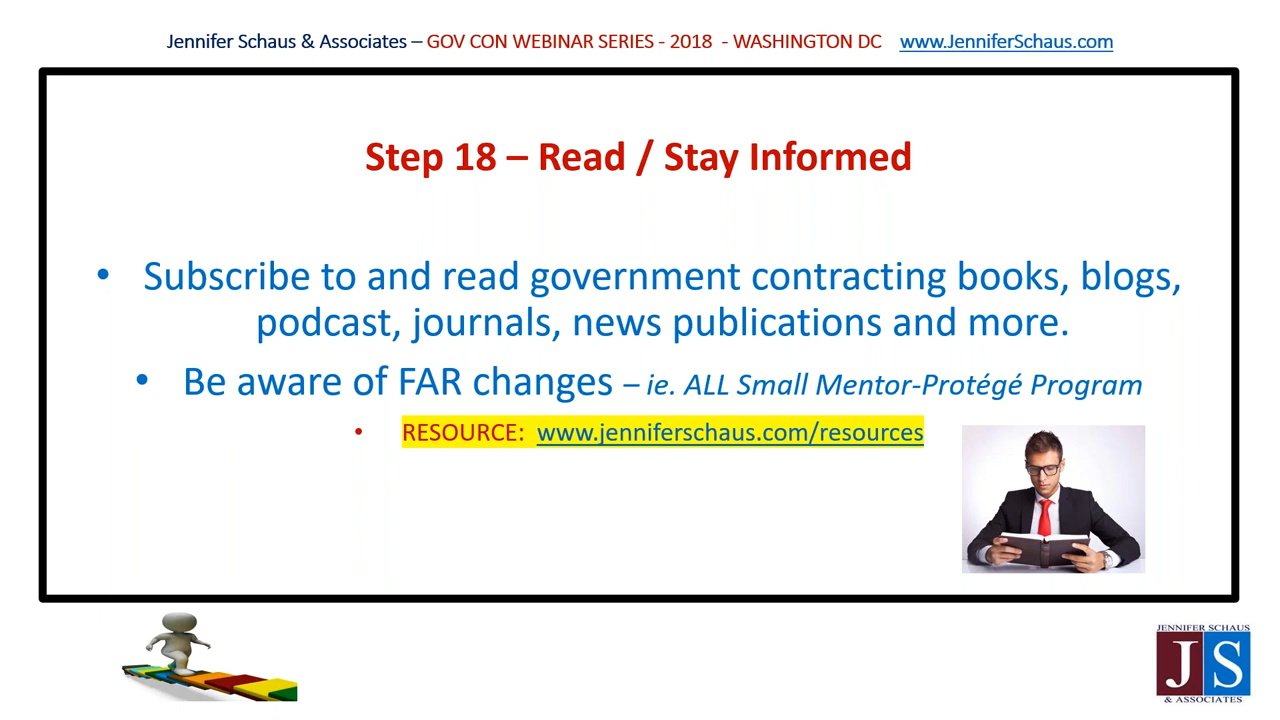 Jennifer Schaus & Associates – GOV CON WEBINAR SERIES - 2018 - WASHINGTON DC www.JenniferSchaus.com
Step 18 – Read / Stay Informed
• Subscribe to and read government contracting books, blogs,
podcast, journals, news publications and more.
• Be aware of FAR changes – ie. ALL Small Mentor-Protégé Program
• RESOURCE: www.jenniferschaus.com/resources
JENNIFER SCHAUS
JS
& ASSOCIATES